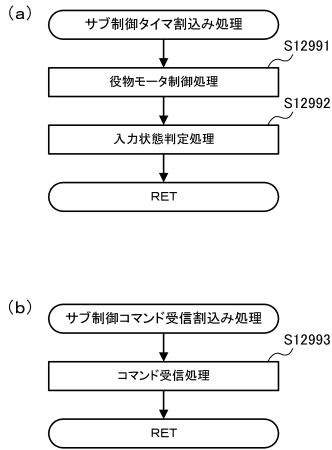 (a)
サブ制御タイマ割込み処理
S12991
役物モータ制御処理
S12992
入力状態判定処理
RET
(b)
サブ制御コマンド受信割込み処理
S12993
コマンド受信処理
RET